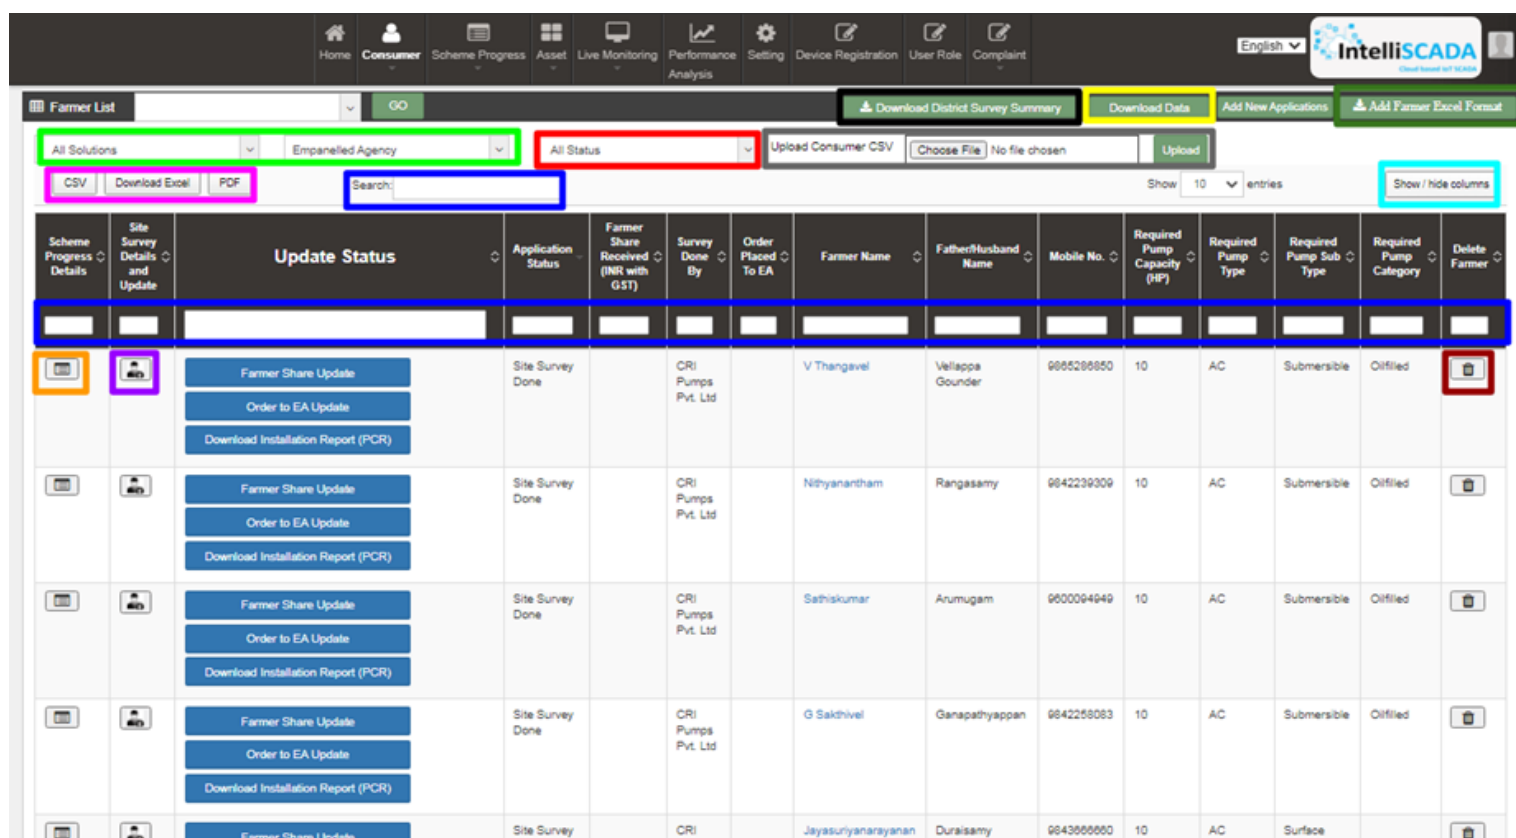 Home Consumer Scheme Progress Asset Live Monitoring Performance Analysis Setting Device Registration User Role Complaint
English
IntelliSCADA
Cloud based IoT SCADA
Farmer List GO Download District Survey Summary Download Data Add New Applications Add Farmer Excel Format
All Solutions Empanelled Agency All Status Upload Consumer CSV Choose File No file chosen Upload
CSV Download Excel PDF Search: Show 10 entries Show / hide columns
Scheme Progress Details Site Survey Details and Update Update Status Application Status Farmer Share Received (INR with GST) Survey Done By Order Placed To EA Farmer Name Father/Husband Name Mobile No. Required Pump Capacity (HP) Required Pump Type Required Pump Sub Type Required Pump Category Delete Farmer
Farmer Share Update Site Survey Done CRI Pumps Pvt. Ltd V Thangavel Vellappa Gounder 9865286850 10 AC Submersible Oilfilled
Order to EA Update
Download Installation Report (PCR)
Farmer Share Update Site Survey Done CRI Pumps Pvt. Ltd Nithyanantham Rangasamy 9842239309 10 AC Submersible Oilfilled
Order to EA Update
Download Installation Report (PCR)
Farmer Share Update Site Survey Done CRI Pumps Pvt. Ltd Sathiskumar Arumugam 9600094949 10 AC Submersible Oilfilled
Order to EA Update
Download Installation Report (PCR)
Farmer Share Update Site Survey Done CRI Pumps Pvt. Ltd G Sakthivel Ganapathyappan 9842258083 10 AC Submersible Oilfilled
Order to EA Update
Download Installation Report (PCR)
Farmer Share Update Site Survey CRI Jayasuriyanarayanan Duraisamy 9843666660 10 AC Surface